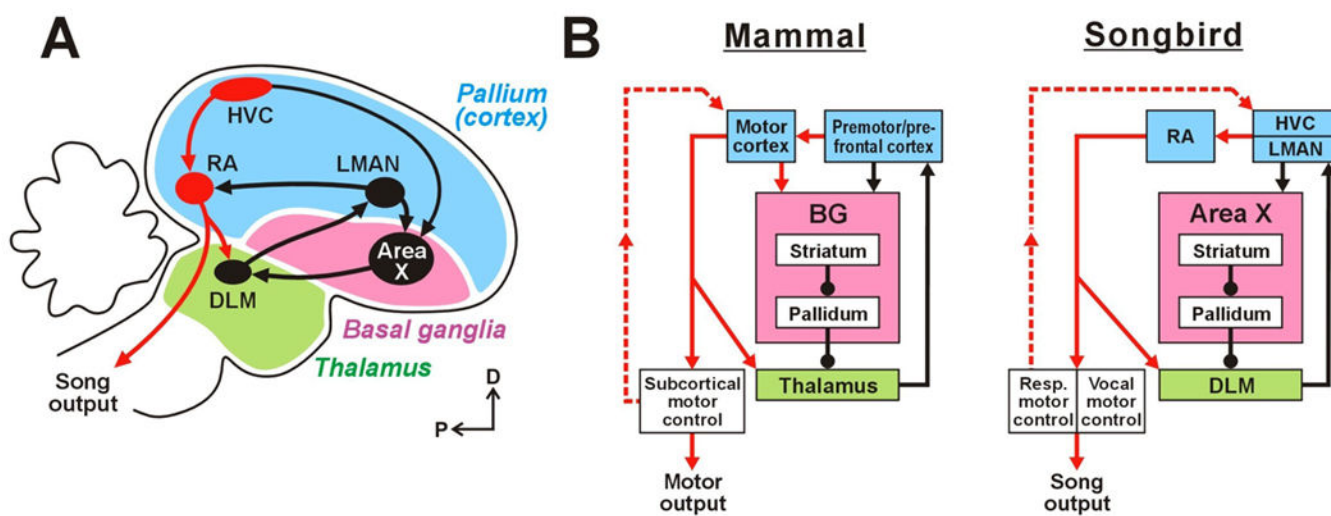 A
HVC
Pallium
(cortex)
RA
LMAN
Area
X
DLM
Basal ganglia
Thalamus
Song
output
D
P
B
Mammal
Motor
cortex
Premotor/pre-
frontal cortex
BG
Striatum
Pallidum
Subcortical
motor
control
Thalamus
Motor
output
Songbird
RA
HVC
LMAN
Area X
Striatum
Pallidum
Resp.
motor
control
Vocal
motor
control
DLM
Song
output